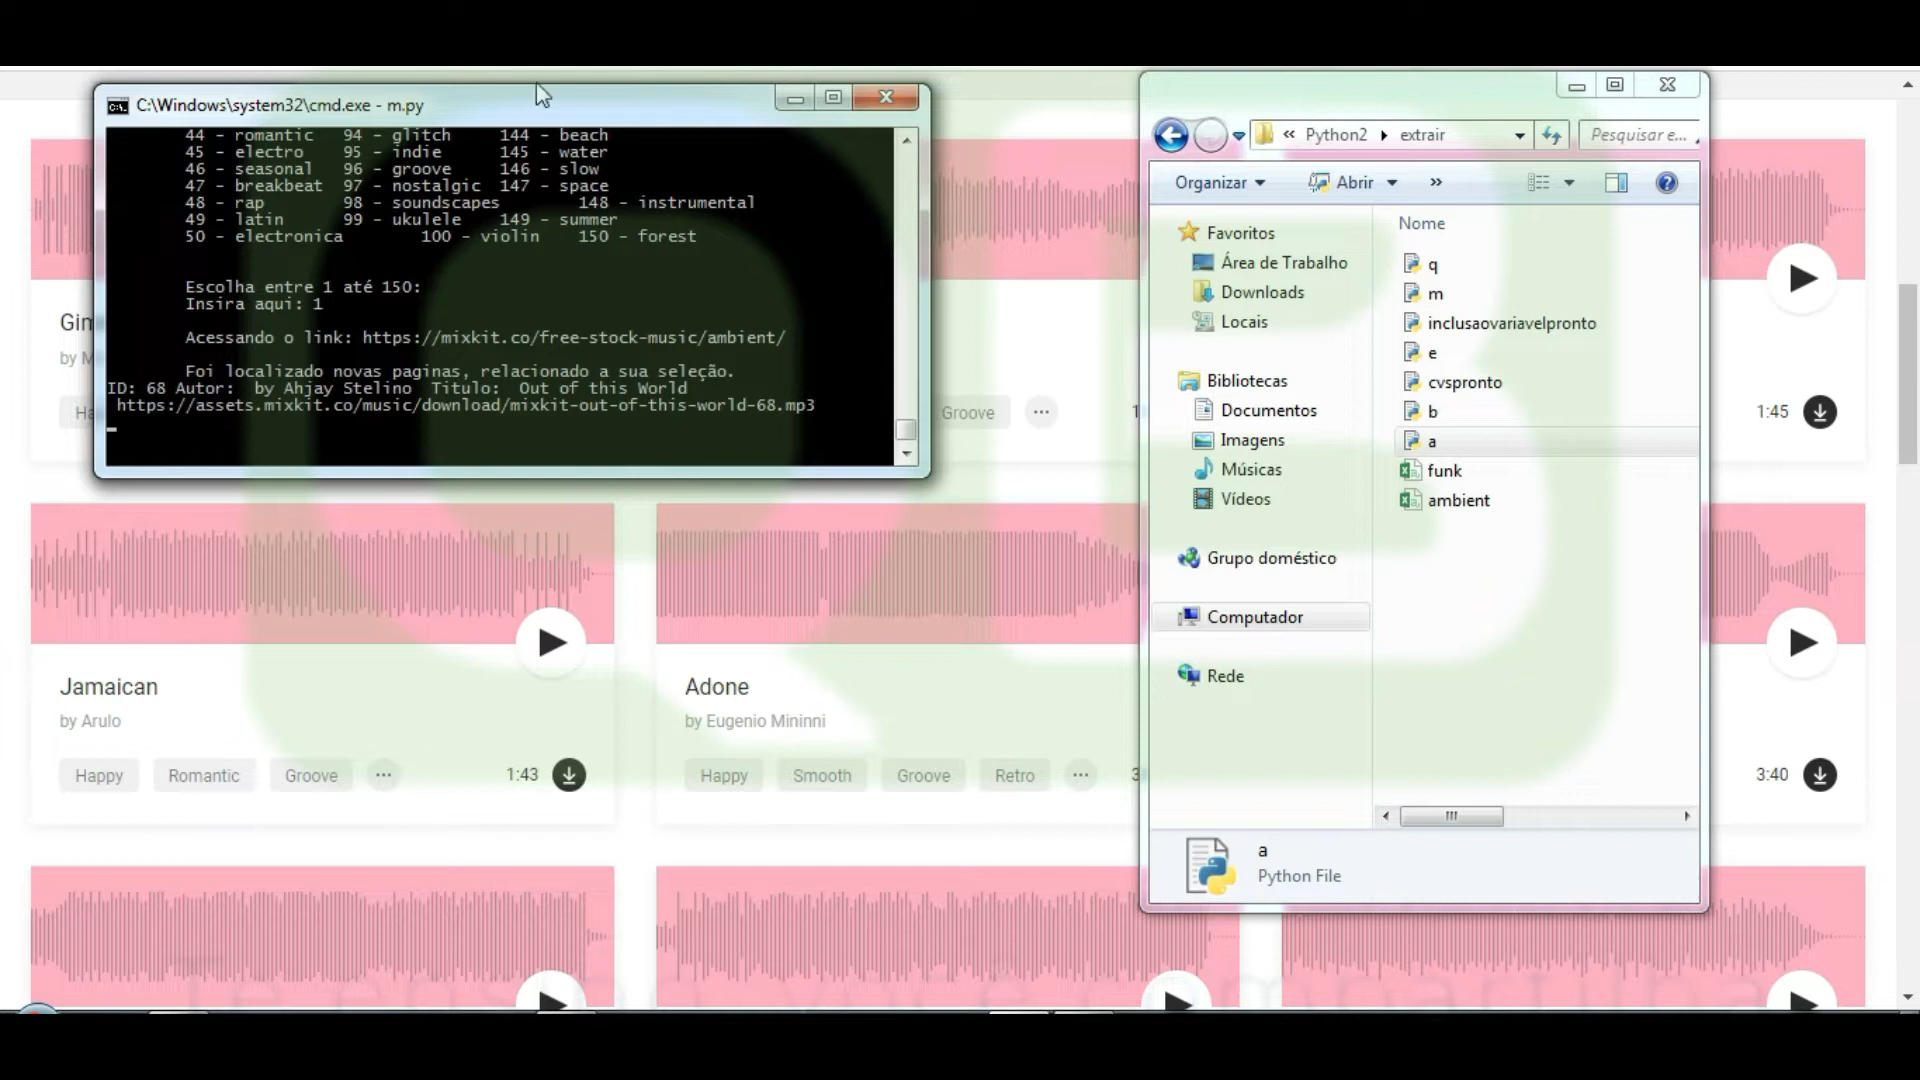 C:\Windows\system32\cmd.exe - m.py
44 - romantic 94 - glitch 144 - beach
45 - electro 95 - indie 145 - water
46 - seasonal 96 - groove 146 - slow
47 - breakbeat 97 - nostalgic 147 - space
48 - rap 98 - soundscapes 148 - instrumental
49 - latin 99 - ukulele 149 - summer
50 - electronica 100 - violin 150 - forest
Escolha entre 1 até 150:
Insira aqui: 1
Acessando o link: https://mixkit.co/free-stock-music/ambient/
Foi localizado novas paginas, relacionado a sua seleção.
ID: 68 Autor: by Ahjay Stelino Titulo: Out of this World
https://assets.mixkit.co/music/download/mixkit-out-of-this-world-68.mp3
« Python2 extrair
Pesquisar e...
Organizar
Abrir
»
Favoritos
Área de Trabalho
Downloads
Locais
Bibliotecas
Documentos
Imagens
Músicas
Vídeos
Grupo doméstico
Computador
Rede
Nome
q
m
inclusaovariavelpronto
e
cvspronto
b
a
funk
ambient
a
Python File
Groove ...
1:45
Jamaican
by Arulo
Happy Romantic Groove ...
1:43
Adone
by Eugenio Mininni
Happy Smooth Groove Retro ...
3:40